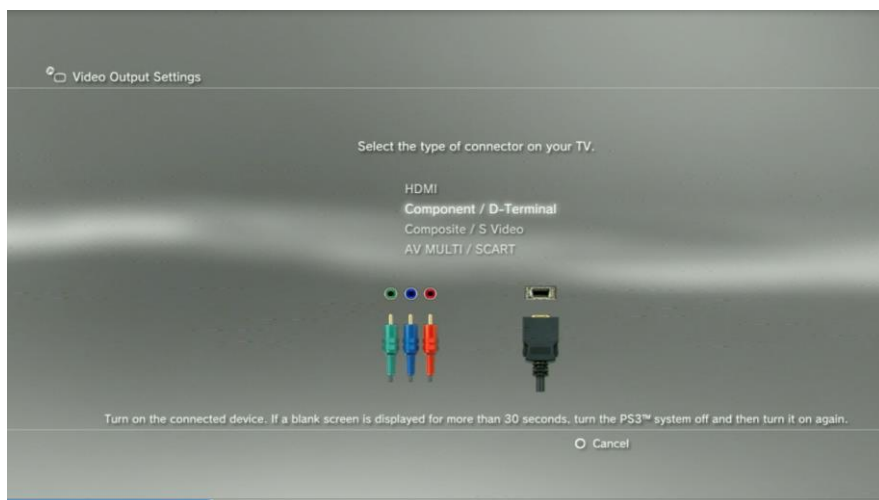 Video Output Settings
Select the type of connector on your TV.
HDMI
Component / D-Terminal
Composite / S Video
AV MULTI / SCART
Turn on the connected device. If a blank screen is displayed for more than 30 seconds, turn the PS3™ system off and then turn it on again.
Cancel